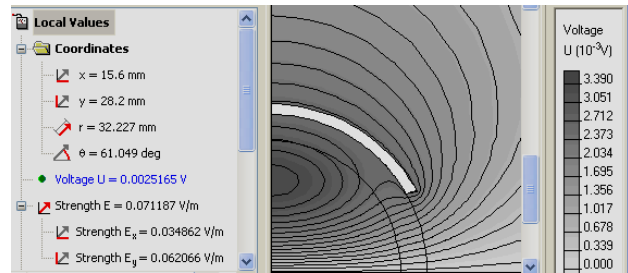 Local Values
Coordinates
x = 15.6 mm
y = 28.2 mm
r = 32.227 mm
θ = 61.049 deg
Voltage U = 0.0025165 V
Strength E = 0.071187 V/m
Strength Ex = 0.034862 V/m
Strength Ey = 0.062066 V/m
Voltage
U (10⁻³V)
3.390
3.051
2.712
2.373
2.034
1.695
1.356
1.017
0.678
0.339
0.000